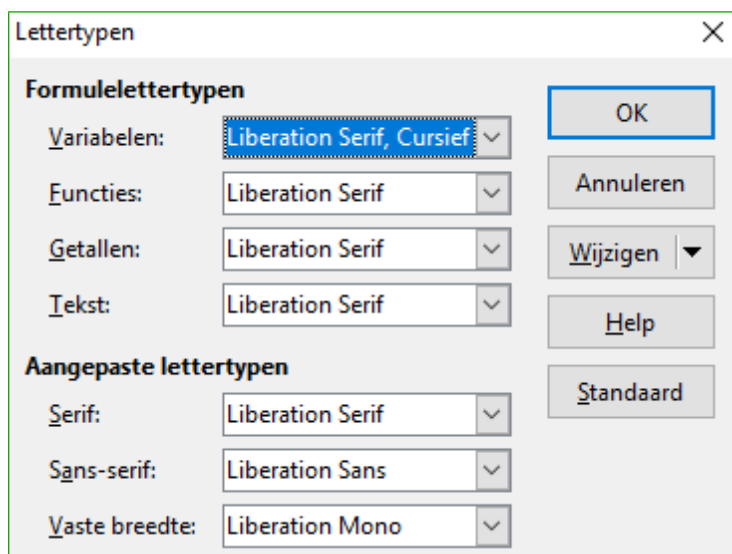 Lettertypen
Formulelettertypen
Variabelen: Liberation Serif, Cursief
Functies: Liberation Serif
Getallen: Liberation Serif
Tekst: Liberation Serif
Aangepaste lettertypen
Serif: Liberation Serif
Sans-serif: Liberation Sans
Vaste breedte: Liberation Mono
OK
Annuleren
Wijzigen
Help
Standaard